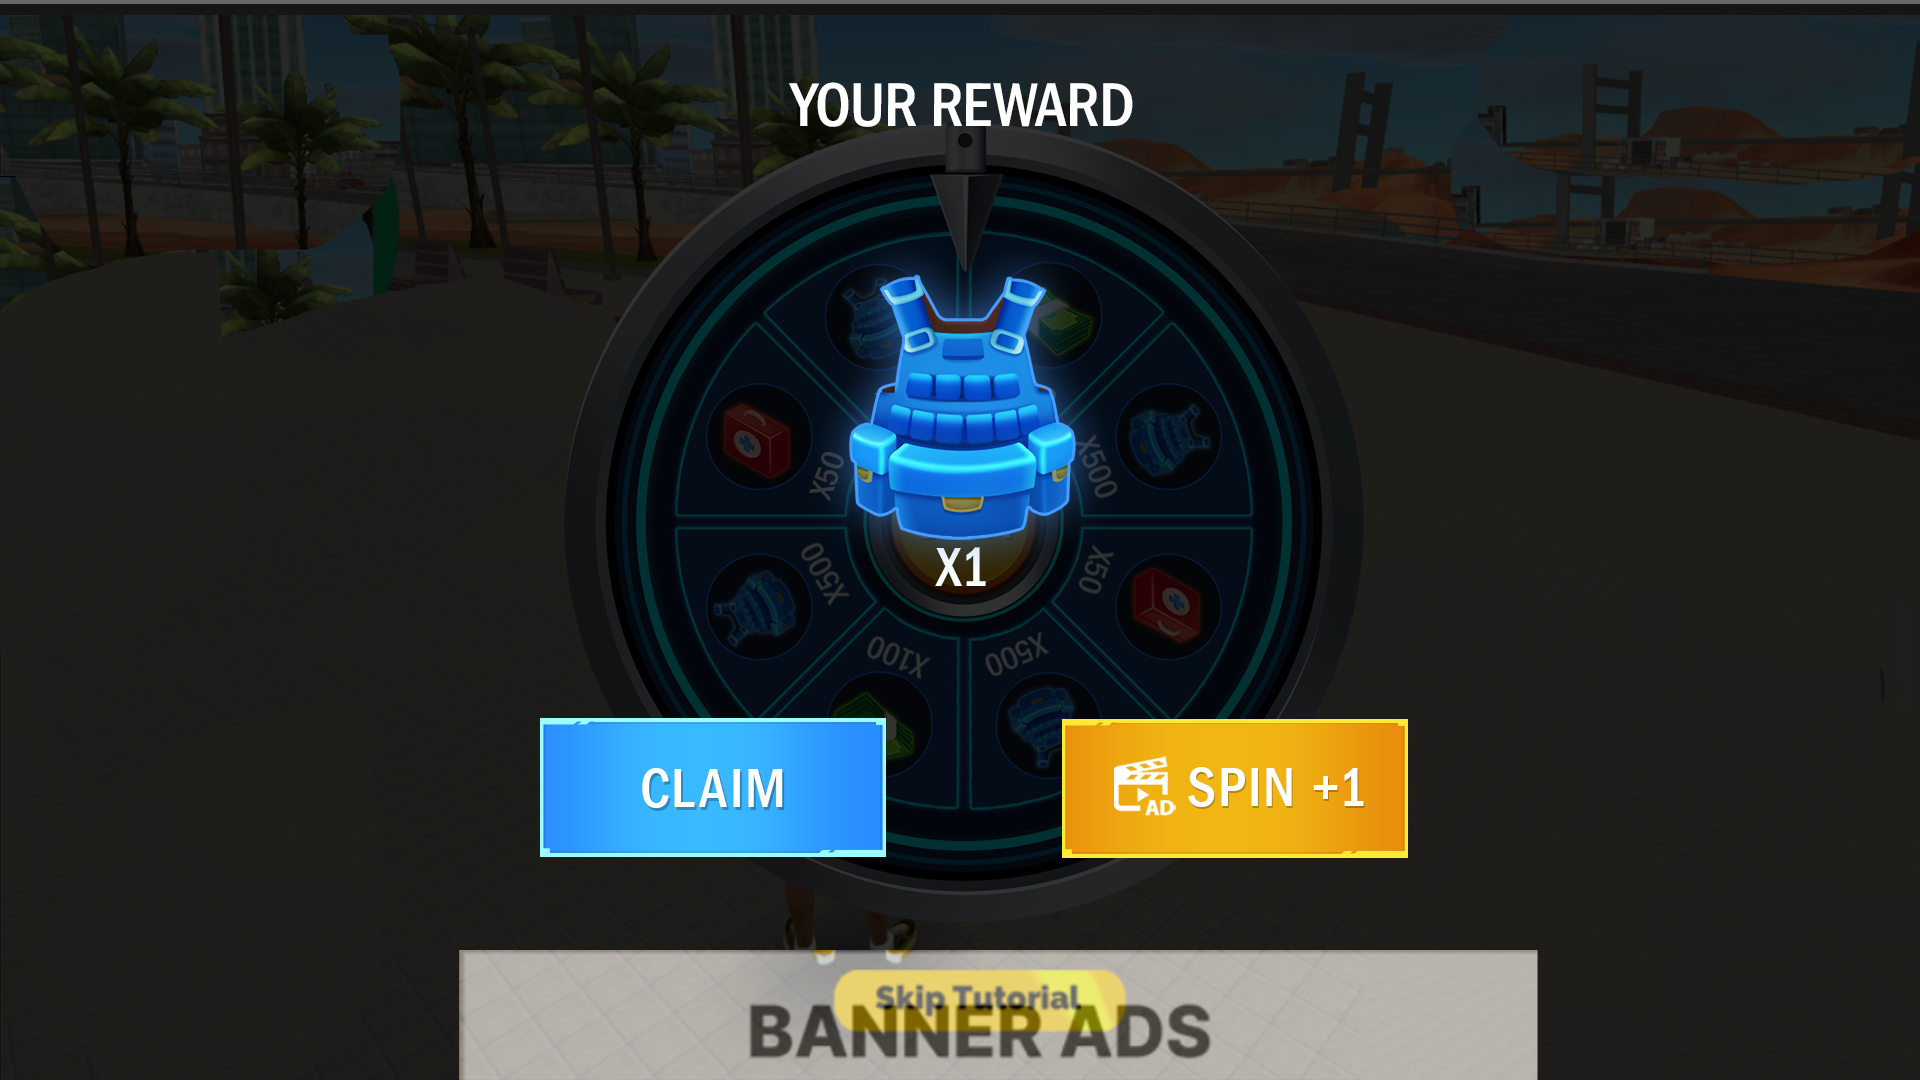 YOUR REWARD
X50
X500
X1
X500
X50
X100
X500
CLAIM
AD SPIN +1
Skip Tutorial
BANNER ADS